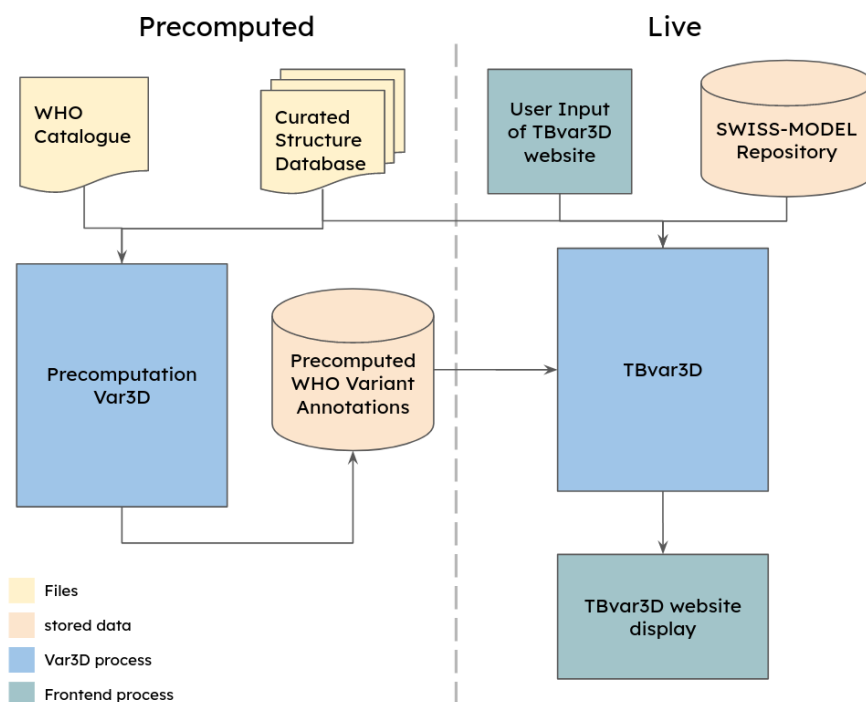 Precomputed
Live
WHO
Catalogue
Curated
Structure
Database
User Input
of TBvar3D
website
SWISS-MODEL
Repository
Precomputation
Var3D
Precomputed
WHO Variant
Annotations
TBvar3D
TBvar3D website
display
Files
stored data
Var3D process
Frontend process